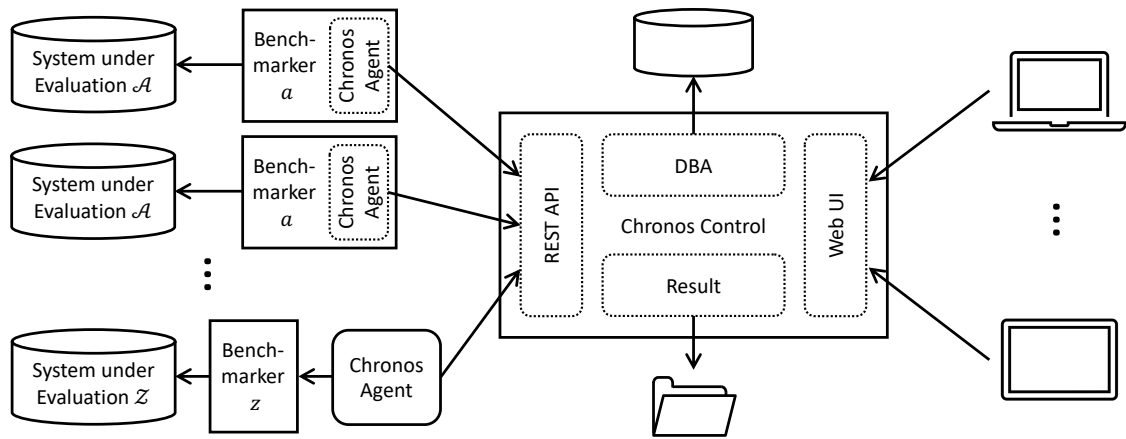 System under
Evaluation 𝒜
Bench-
marker
a
Chronos
Agent
System under
Evaluation 𝒜
Bench-
marker
a
Chronos
Agent
System under
Evaluation 𝒵
Bench-
marker
z
Chronos
Agent
REST API
DBA
Chronos Control
Result
Web UI